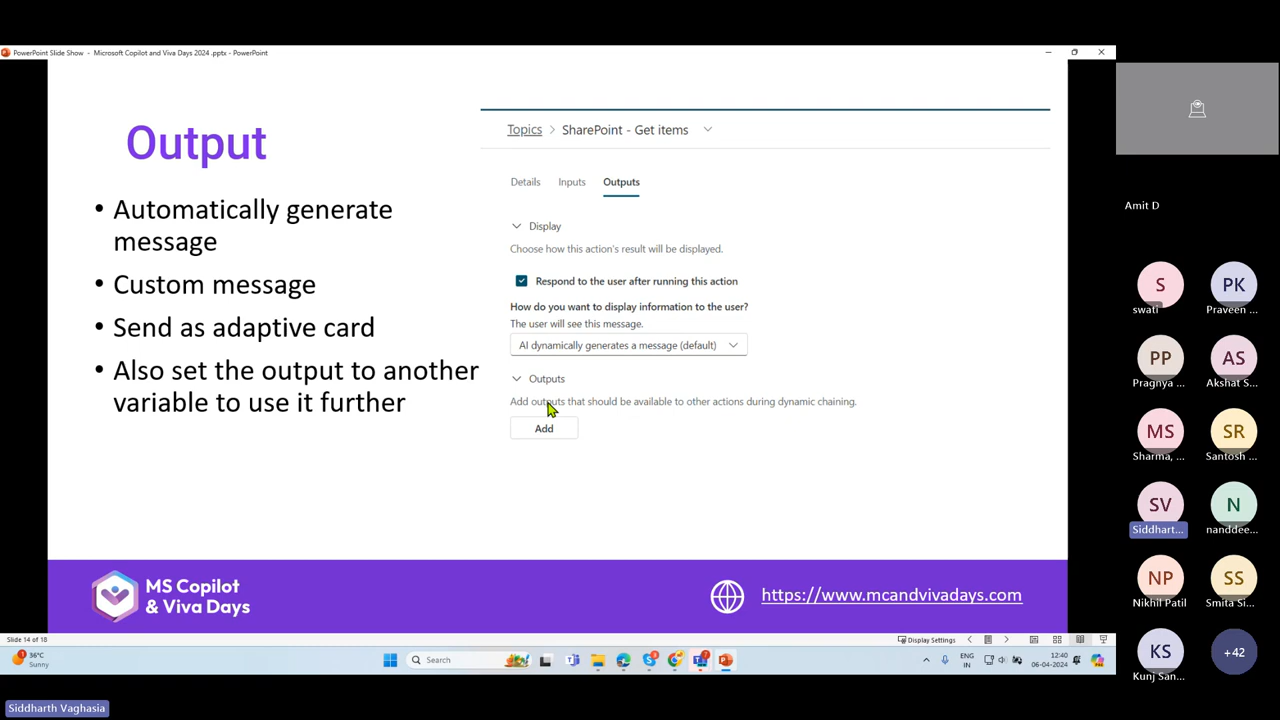 PowerPoint Slide Show - Microsoft Copilot and Viva Days 2024 .pptx - PowerPoint
Output
• Automatically generate
message
• Custom message
• Send as adaptive card
• Also set the output to another
variable to use it further
Topics > SharePoint - Get items
Details Inputs Outputs
Display
Choose how this action's result will be displayed.
Respond to the user after running this action
How do you want to display information to the user?
The user will see this message.
AI dynamically generates a message (default)
Outputs
Add outputs that should be available to other actions during dynamic chaining.
Add
MS Copilot
& Viva Days
https://www.mcandvivadays.com
Slide 14 of 18
Display Settings
1
36°C
Sunny
Search
7
ENG
IN
12:40
06-04-2024
Siddharth Vaghasia
Amit D
S
swati
PK
Praveen ...
PP
Pragnya ...
AS
Akshat S...
MS
Sharma, ...
SR
Santosh ...
SV
Siddhart...
N
nanddee...
NP
Nikhil Patil
SS
Smita Si...
KS
Kunj San...
+42